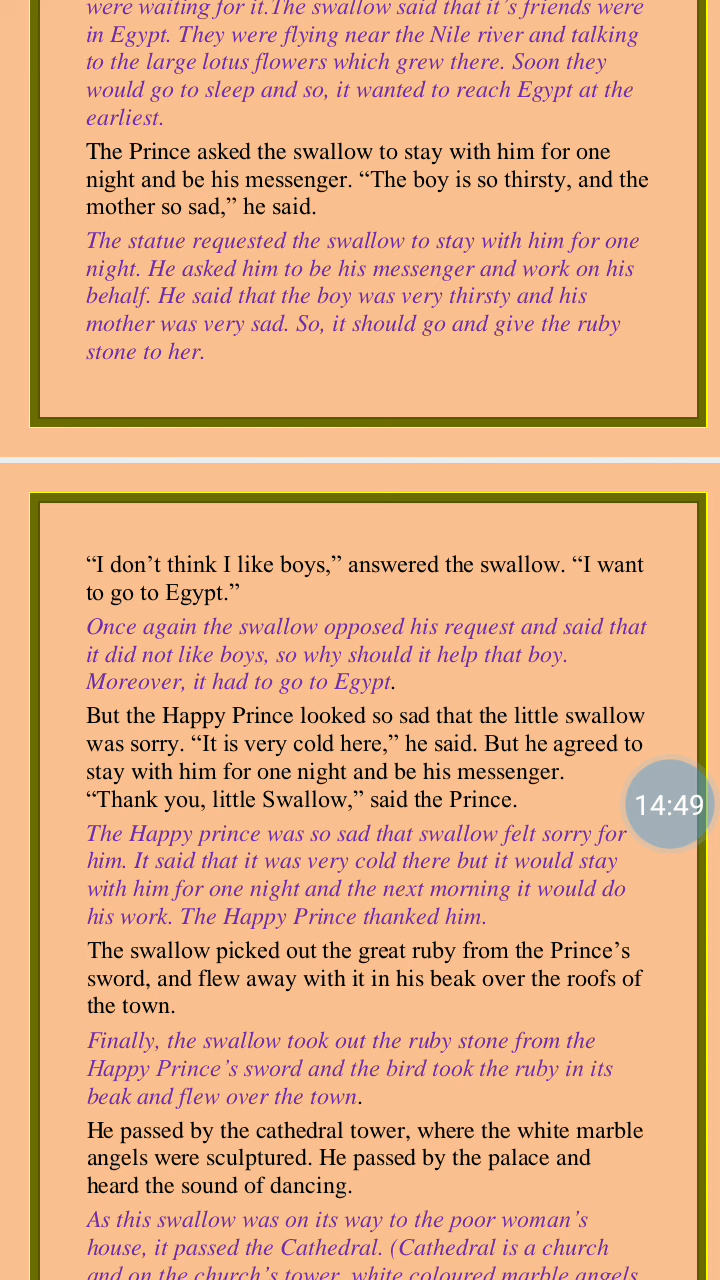 were waiting for it.The swallow said that it's friends were
in Egypt. They were flying near the Nile river and talking
to the large lotus flowers which grew there. Soon they
would go to sleep and so, it wanted to reach Egypt at the
earliest.
The Prince asked the swallow to stay with him for one
night and be his messenger. “The boy is so thirsty, and the
mother so sad,” he said.
The statue requested the swallow to stay with him for one
night. He asked him to be his messenger and work on his
behalf. He said that the boy was very thirsty and his
mother was very sad. So, it should go and give the ruby
stone to her.
“I don’t think I like boys,” answered the swallow. “I want
to go to Egypt.”
Once again the swallow opposed his request and said that
it did not like boys, so why should it help that boy.
Moreover, it had to go to Egypt.
But the Happy Prince looked so sad that the little swallow
was sorry. “It is very cold here,” he said. But he agreed to
stay with him for one night and be his messenger.
“Thank you, little Swallow,” said the Prince.
14:49
The Happy prince was so sad that swallow felt sorry for
him. It said that it was very cold there but it would stay
with him for one night and the next morning it would do
his work. The Happy Prince thanked him.
The swallow picked out the great ruby from the Prince’s
sword, and flew away with it in his beak over the roofs of
the town.
Finally, the swallow took out the ruby stone from the
Happy Prince’s sword and the bird took the ruby in its
beak and flew over the town.
He passed by the cathedral tower, where the white marble
angels were sculptured. He passed by the palace and
heard the sound of dancing.
As this swallow was on its way to the poor woman’s
house, it passed the Cathedral. (Cathedral is a church
and on the church’s tower, white coloured marble angels